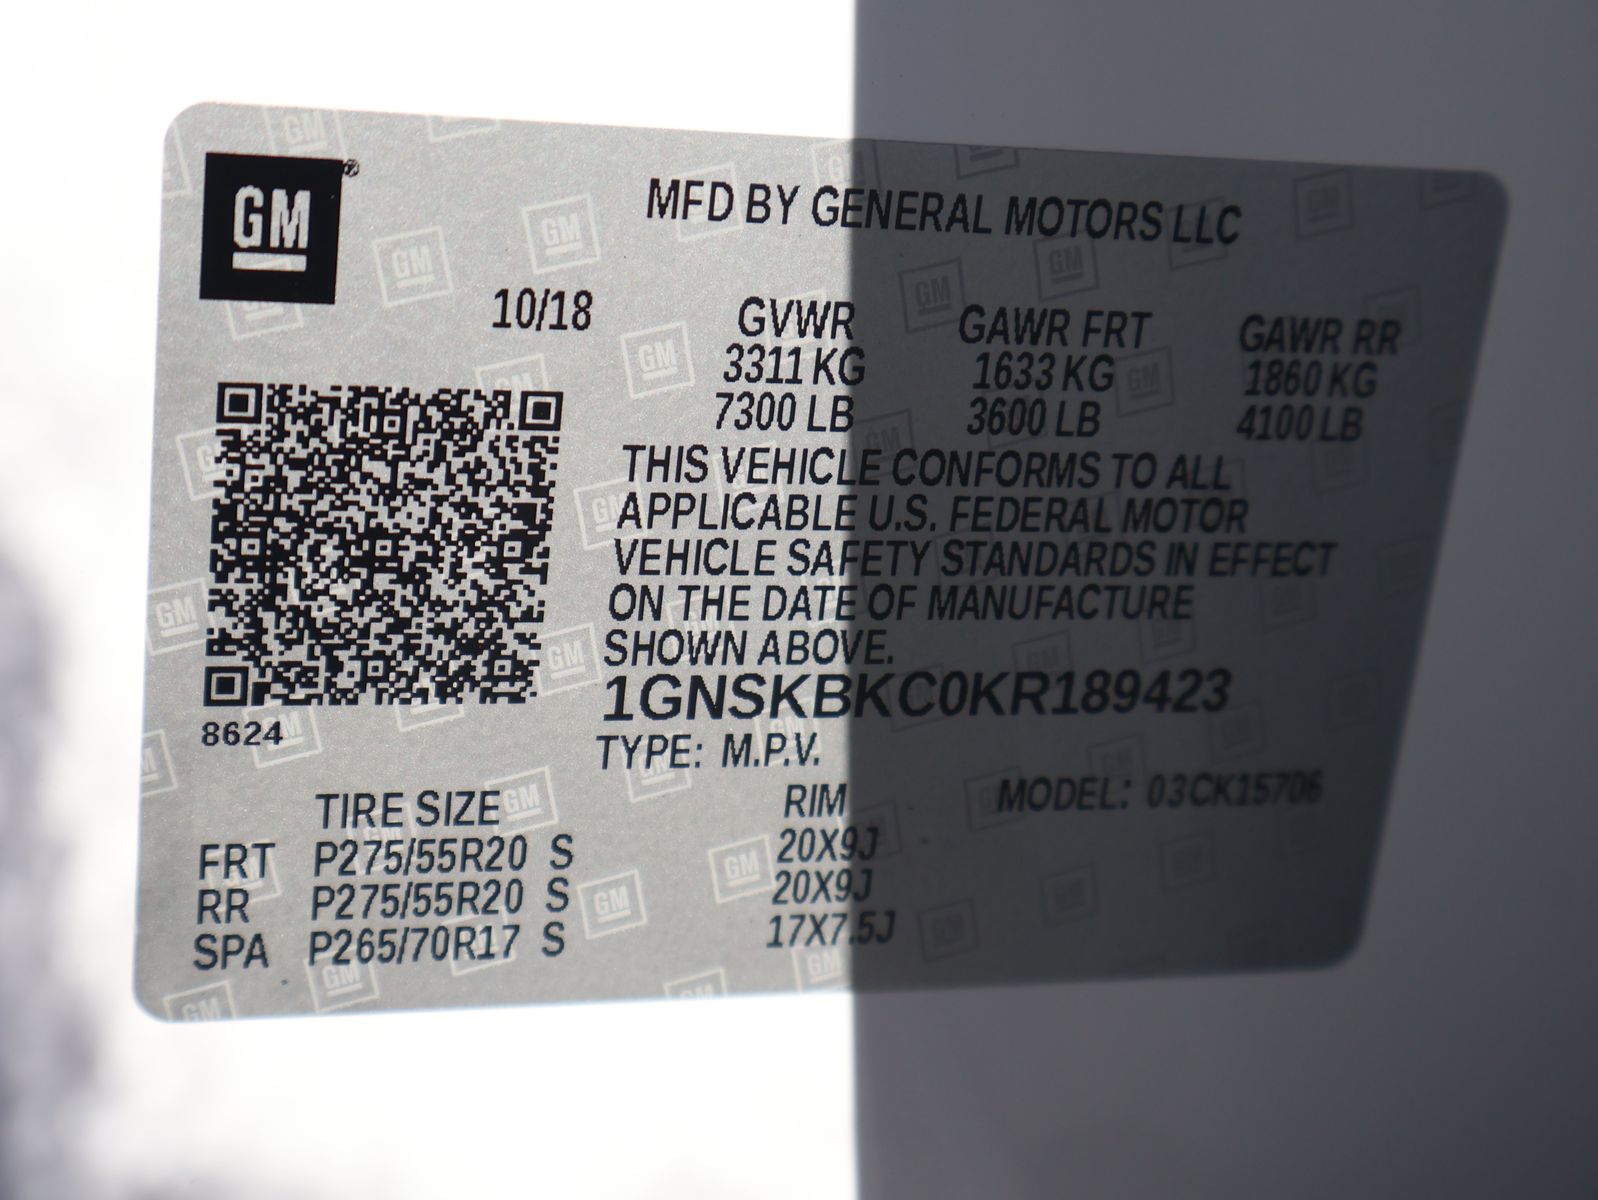 GM ®
MFD BY GENERAL MOTORS LLC
10/18
GVWR GAWR FRT GAWR RR
3311 KG 1633 KG 1860 KG
7300 LB 3600 LB 4100 LB
THIS VEHICLE CONFORMS TO ALL
APPLICABLE U.S. FEDERAL MOTOR
VEHICLE SAFETY STANDARDS IN EFFECT
ON THE DATE OF MANUFACTURE
SHOWN ABOVE.
1GNSKBKC0KR189423
8624
TYPE: M.P.V.
MODEL: 03CK15706
TIRE SIZE RIM
FRT P275/55R20 S 20X9J
RR P275/55R20 S 20X9J
SPA P265/70R17 S 17X7.5J